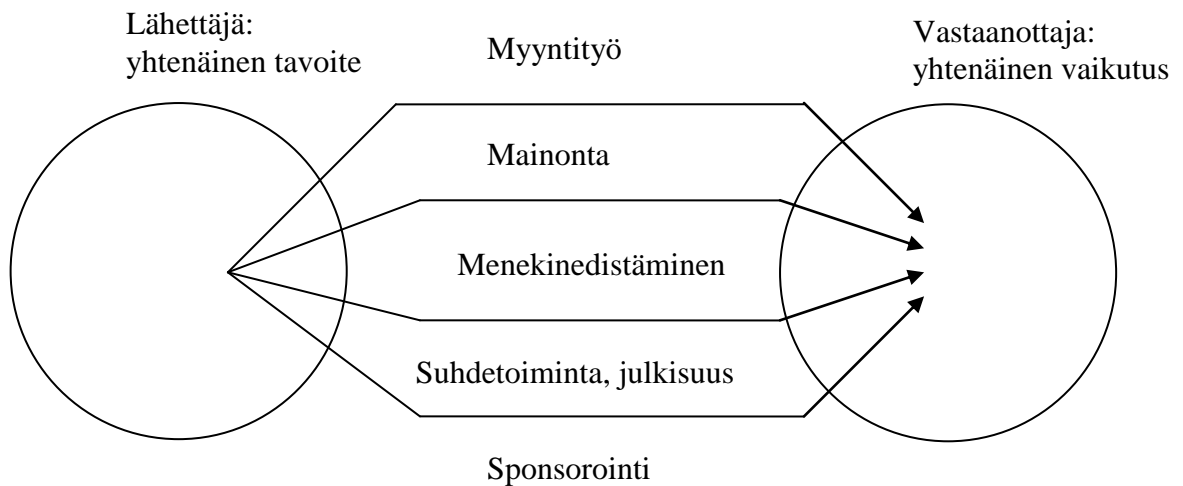 Lähettäjä:
yhtenäinen tavoite
Myyntityö
Vastaanottaja:
yhtenäinen vaikutus
Mainonta
Menekinedistäminen
Suhdetoiminta, julkisuus
Sponsorointi